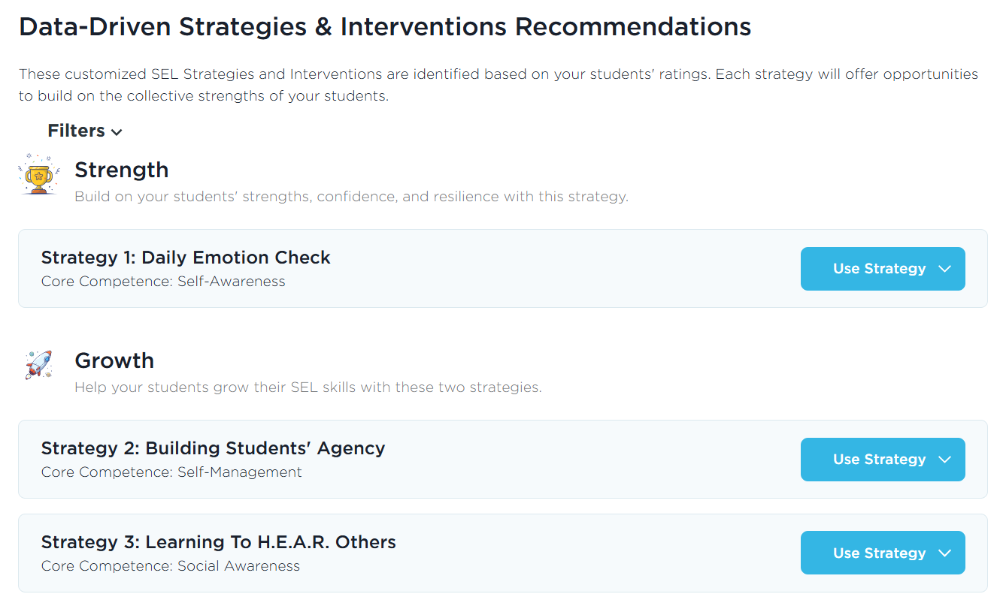 Data-Driven Strategies & Interventions Recommendations
These customized SEL Strategies and Interventions are identified based on your students' ratings. Each strategy will offer opportunities
to build on the collective strengths of your students.
Filters
Strength
Build on your students' strengths, confidence, and resilience with this strategy.
Strategy 1: Daily Emotion Check
Core Competence: Self-Awareness
Use Strategy
Growth
Help your students grow their SEL skills with these two strategies.
Strategy 2: Building Students' Agency
Core Competence: Self-Management
Use Strategy
Strategy 3: Learning To H.E.A.R. Others
Core Competence: Social Awareness
Use Strategy